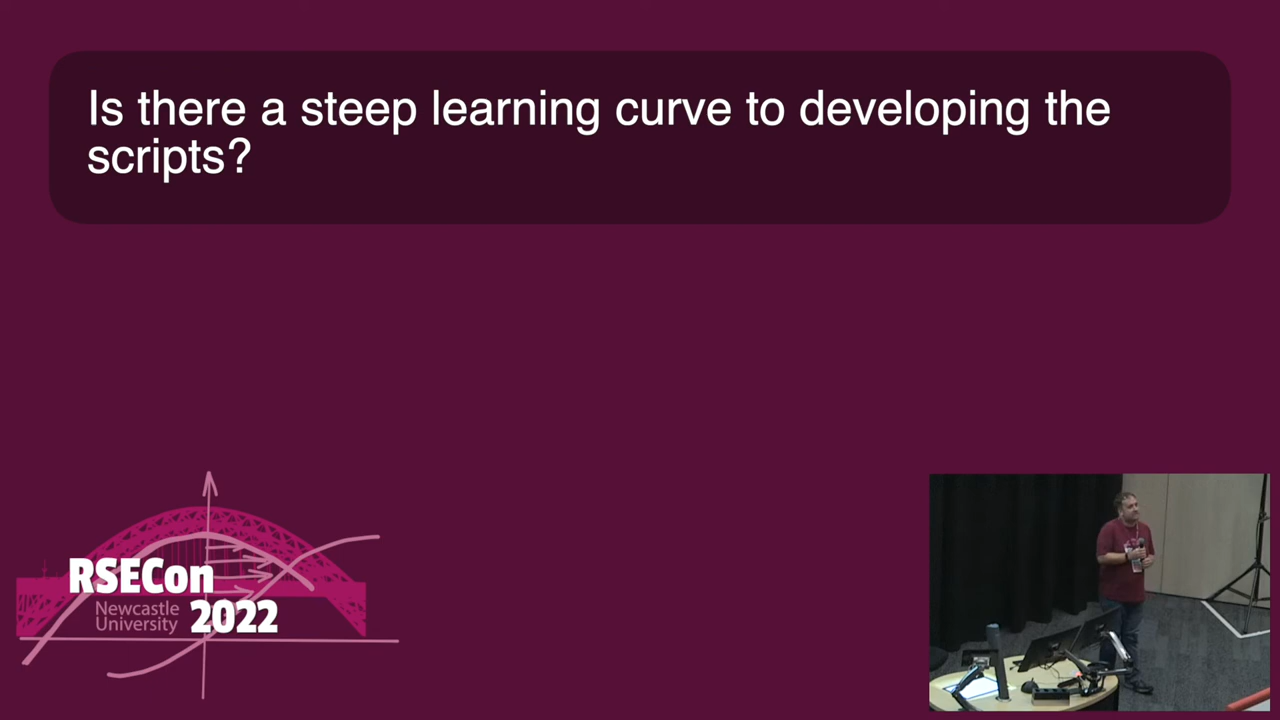 Is there a steep learning curve to developing the
scripts?
RSECon
Newcastle
University
2022